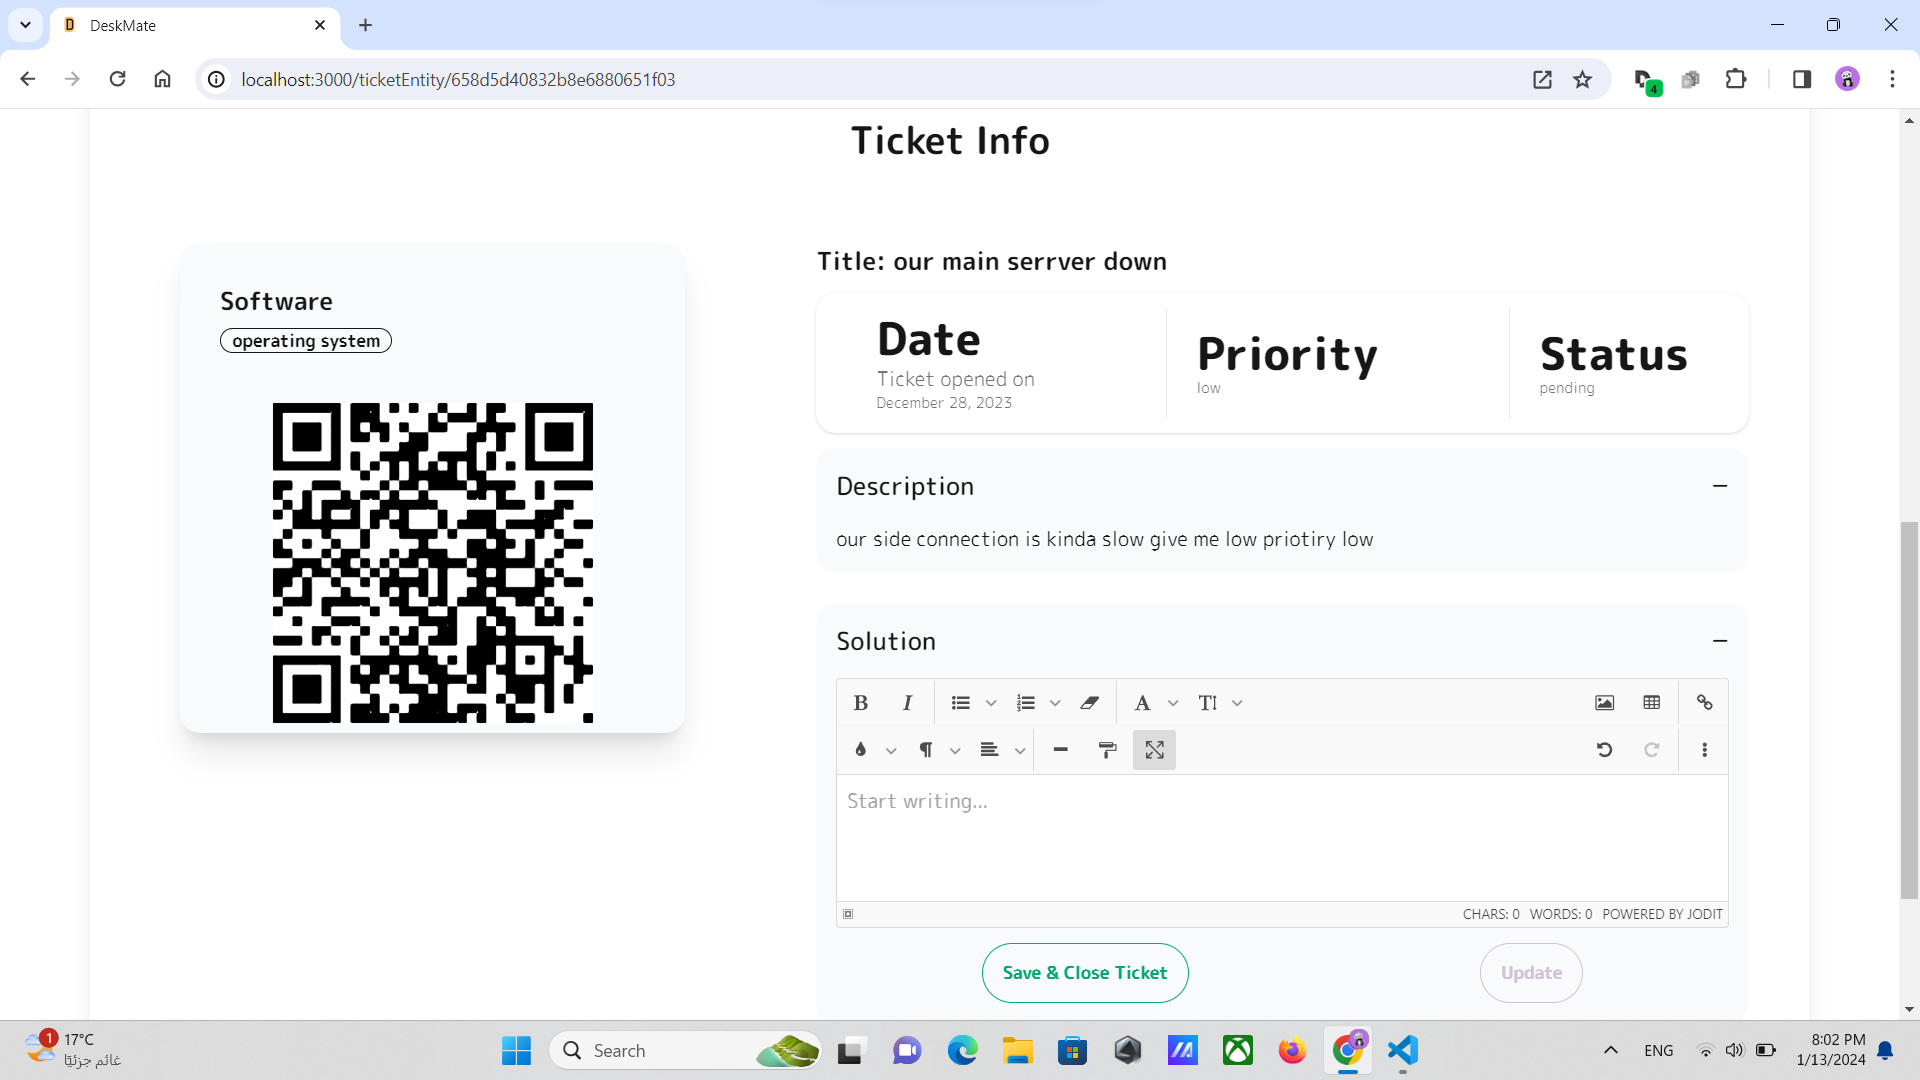 DeskMate
localhost:3000/ticketEntity/658d5d40832b8e6880651f03
4
Ticket Info
Software
operating system
Title: our main serrver down
Date
Ticket opened on
December 28, 2023
Priority
low
Status
pending
Description
our side connection is kinda slow give me low priotiry low
Solution
Start writing...
CHARS: 0 WORDS: 0 POWERED BY JODIT
Save & Close Ticket
Update
1
17°C
غائم جزئيًا
Search
ENG
8:02 PM
1/13/2024